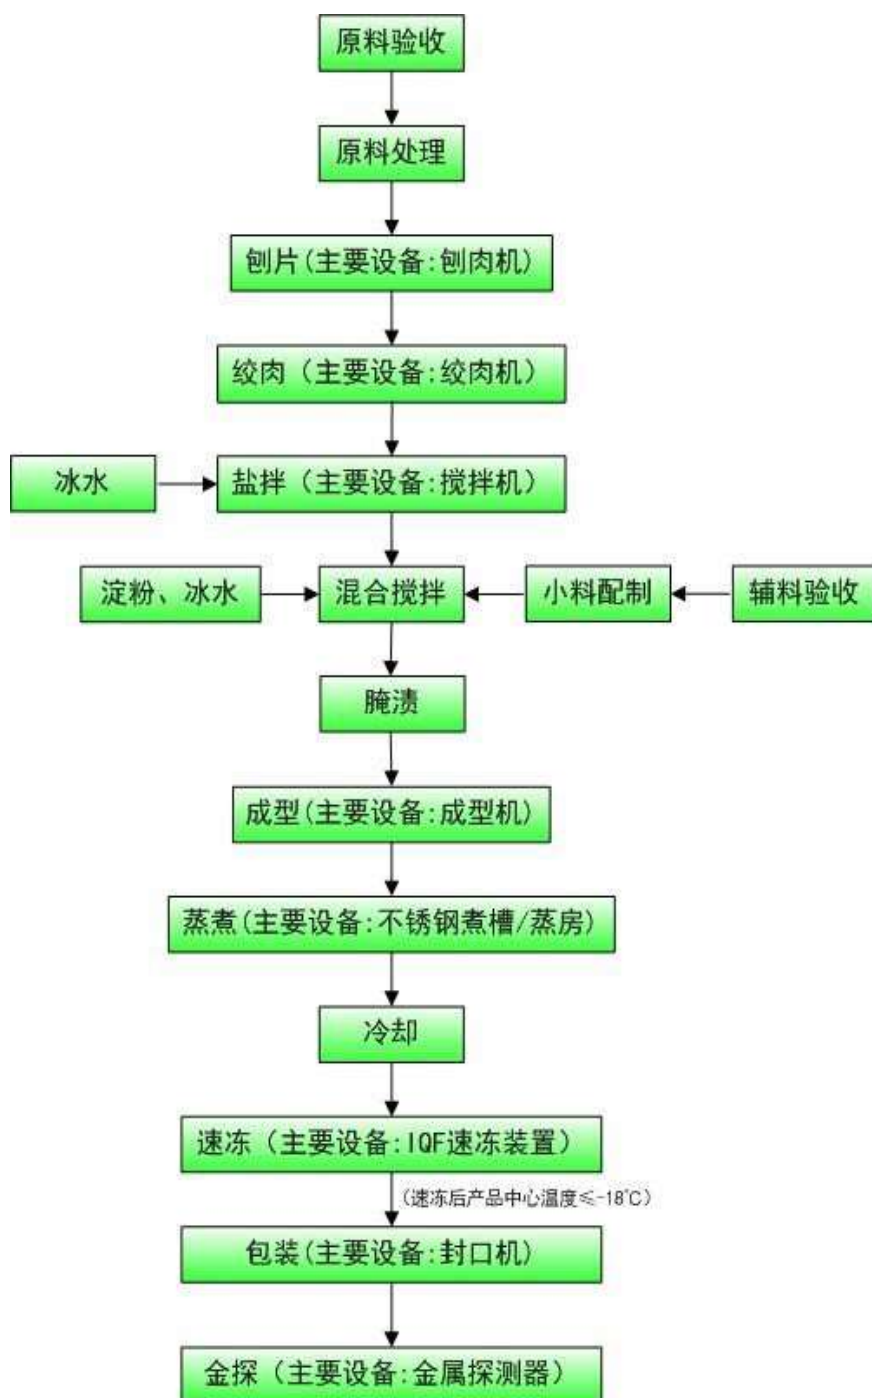 原料验收
原料处理
刨片(主要设备:刨肉机)
绞肉（主要设备:绞肉机）
冰水
盐拌（主要设备:搅拌机）
淀粉、冰水
混合搅拌
小料配制
辅料验收
腌渍
成型(主要设备:成型机)
蒸煮(主要设备:不锈钢煮槽/蒸房)
冷却
速冻（主要设备:IQF速冻装置）
(速冻后产品中心温度≤-18℃)
包装(主要设备:封口机)
金探（主要设备:金属探测器）